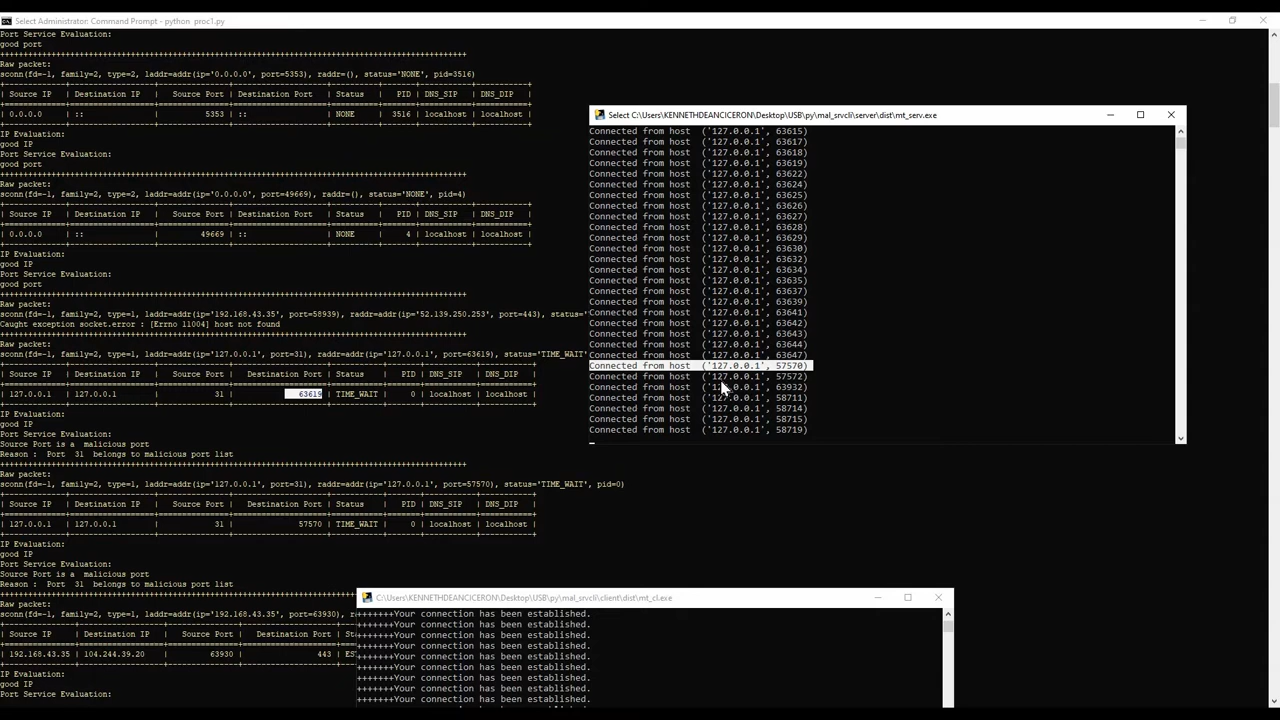 Select Administrator: Command Prompt - python proc1.py
Port Service Evaluation:
good port
++++++++++++++++++++++++++++++++++++++++++++++++++++++++++++++++++++++++++++++++++++++++++++++++
Raw packet:
sconn(fd=-1, family=2, type=2, laddr=addr(ip='0.0.0.0', port=5353), raddr=(), status='NONE', pid=3516)
| Source IP | Destination IP | Source Port | Destination Port | Status | PID | DNS_SIP | DNS_DIP |
| 0.0.0.0 | :: | 5353 | :: | NONE | 3516 | localhost | localhost |
IP Evaluation:
good IP
Port Service Evaluation:
good port
++++++++++++++++++++++++++++++++++++++++++++++++++++++++++++++++++++++++++++++++++++++++++++++++
Raw packet:
sconn(fd=-1, family=2, type=2, laddr=addr(ip='0.0.0.0', port=49669), raddr=(), status='NONE', pid=4)
| Source IP | Destination IP | Source Port | Destination Port | Status | PID | DNS_SIP | DNS_DIP |
| 0.0.0.0 | :: | 49669 | :: | NONE | 4 | localhost | localhost |
IP Evaluation:
good IP
Port Service Evaluation:
good port
++++++++++++++++++++++++++++++++++++++++++++++++++++++++++++++++++++++++++++++++++++++++++++++++
Raw packet:
sconn(fd=-1, family=2, type=1, laddr=addr(ip='192.168.43.35', port=58939), raddr=addr(ip='52.139.250.253', port=443), status='
Caught exception socket.error : [Errno 11004] host not found
++++++++++++++++++++++++++++++++++++++++++++++++++++++++++++++++++++++++++++++++++++++++++++++++
Raw packet:
sconn(fd=-1, family=2, type=1, laddr=addr(ip='127.0.0.1', port=31), raddr=addr(ip='127.0.0.1', port=63619), status='TIME_WAIT'
| Source IP | Destination IP | Source Port | Destination Port | Status | PID | DNS_SIP | DNS_DIP |
| 127.0.0.1 | 127.0.0.1 | 31 | 63619 | TIME_WAIT | 0 | localhost | localhost |
IP Evaluation:
good IP
Port Service Evaluation:
Source Port is a  malicious port
Reason :  Port  31  belongs to malicious port list
++++++++++++++++++++++++++++++++++++++++++++++++++++++++++++++++++++++++++++++++++++++++++++++++
Raw packet:
sconn(fd=-1, family=2, type=1, laddr=addr(ip='127.0.0.1', port=31), raddr=addr(ip='127.0.0.1', port=57570), status='TIME_WAIT', pid=0)
| Source IP | Destination IP | Source Port | Destination Port | Status | PID | DNS_SIP | DNS_DIP |
| 127.0.0.1 | 127.0.0.1 | 31 | 57570 | TIME_WAIT | 0 | localhost | localhost |
IP Evaluation:
good IP
Port Service Evaluation:
Source Port is a  malicious port
Reason :  Port  31  belongs to malicious port list
Raw packet:
sconn(fd=-1, family=2, type=1, laddr=addr(ip='192.168.43.35', port=63930), r
| Source IP | Destination IP | Source Port | Destination Port | St
| 192.168.43.35 | 104.244.39.20 | 63930 | 443 | ES
IP Evaluation:
good IP
Port Service Evaluation:
Select C:\Users\KENNETHDEANCICERON\Desktop\USB\py\mal_srvcli\server\dist\mt_serv.exe
Connected from host  ('127.0.0.1', 63615)
Connected from host  ('127.0.0.1', 63617)
Connected from host  ('127.0.0.1', 63618)
Connected from host  ('127.0.0.1', 63619)
Connected from host  ('127.0.0.1', 63622)
Connected from host  ('127.0.0.1', 63624)
Connected from host  ('127.0.0.1', 63625)
Connected from host  ('127.0.0.1', 63626)
Connected from host  ('127.0.0.1', 63627)
Connected from host  ('127.0.0.1', 63628)
Connected from host  ('127.0.0.1', 63629)
Connected from host  ('127.0.0.1', 63630)
Connected from host  ('127.0.0.1', 63632)
Connected from host  ('127.0.0.1', 63634)
Connected from host  ('127.0.0.1', 63635)
Connected from host  ('127.0.0.1', 63637)
Connected from host  ('127.0.0.1', 63639)
Connected from host  ('127.0.0.1', 63641)
Connected from host  ('127.0.0.1', 63642)
Connected from host  ('127.0.0.1', 63643)
Connected from host  ('127.0.0.1', 63644)
Connected from host  ('127.0.0.1', 63647)
Connected from host  ('127.0.0.1', 57570)
Connected from host  ('127.0.0.1', 57572)
Connected from host  ('127.0.0.1', 63932)
Connected from host  ('127.0.0.1', 58711)
Connected from host  ('127.0.0.1', 58714)
Connected from host  ('127.0.0.1', 58715)
Connected from host  ('127.0.0.1', 58719)
C:\Users\KENNETHDEANCICERON\Desktop\USB\py\mal_srvcli\client\dist\mt_cl.exe
+++++++Your connection has been established.
+++++++Your connection has been established.
+++++++Your connection has been established.
+++++++Your connection has been established.
+++++++Your connection has been established.
+++++++Your connection has been established.
+++++++Your connection has been established.
+++++++Your connection has been established.
+++++++Your connection has been established.